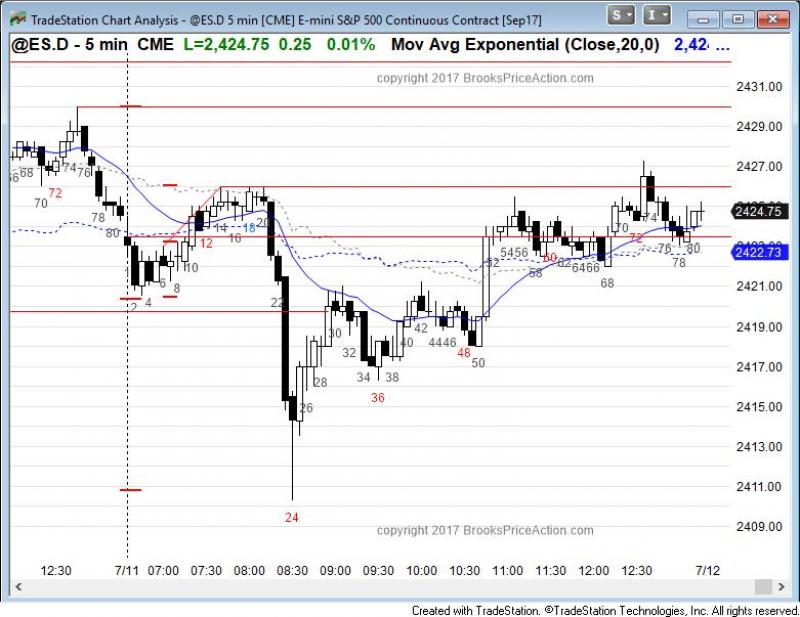 TradeStation Chart Analysis - @ES.D 5 min [CME] E-mini S&P 500 Continuous Contract [Sep17]
S I
@ES.D - 5 min CME L=2,424.75 0.25 0.01% Mov Avg Exponential (Close,20,0) 2,42 ...
copyright 2017 BrooksPriceAction.com
2431.00
2429.00
2427.00
2424.75
2422.73
2421.00
2419.00
2417.00
2415.00
2413.00
2411.00
2409.00
68 70 72 74 76 78 80
2 4 6 8 10 12 14 16 18 20 22
24
26 28 30 32 34
36
38 40 42 4446
48
50 52 5456 58 60 62 6466 68 70 72 74 76 78 80
copyright 2017 BrooksPriceAction.com
12:30 7/11 07:00 07:30 08:00 08:30 09:00 09:30 10:00 10:30 11:00 11:30 12:00 12:30 7/12
Created with TradeStation. ©TradeStation Technologies, Inc. All rights reserved.